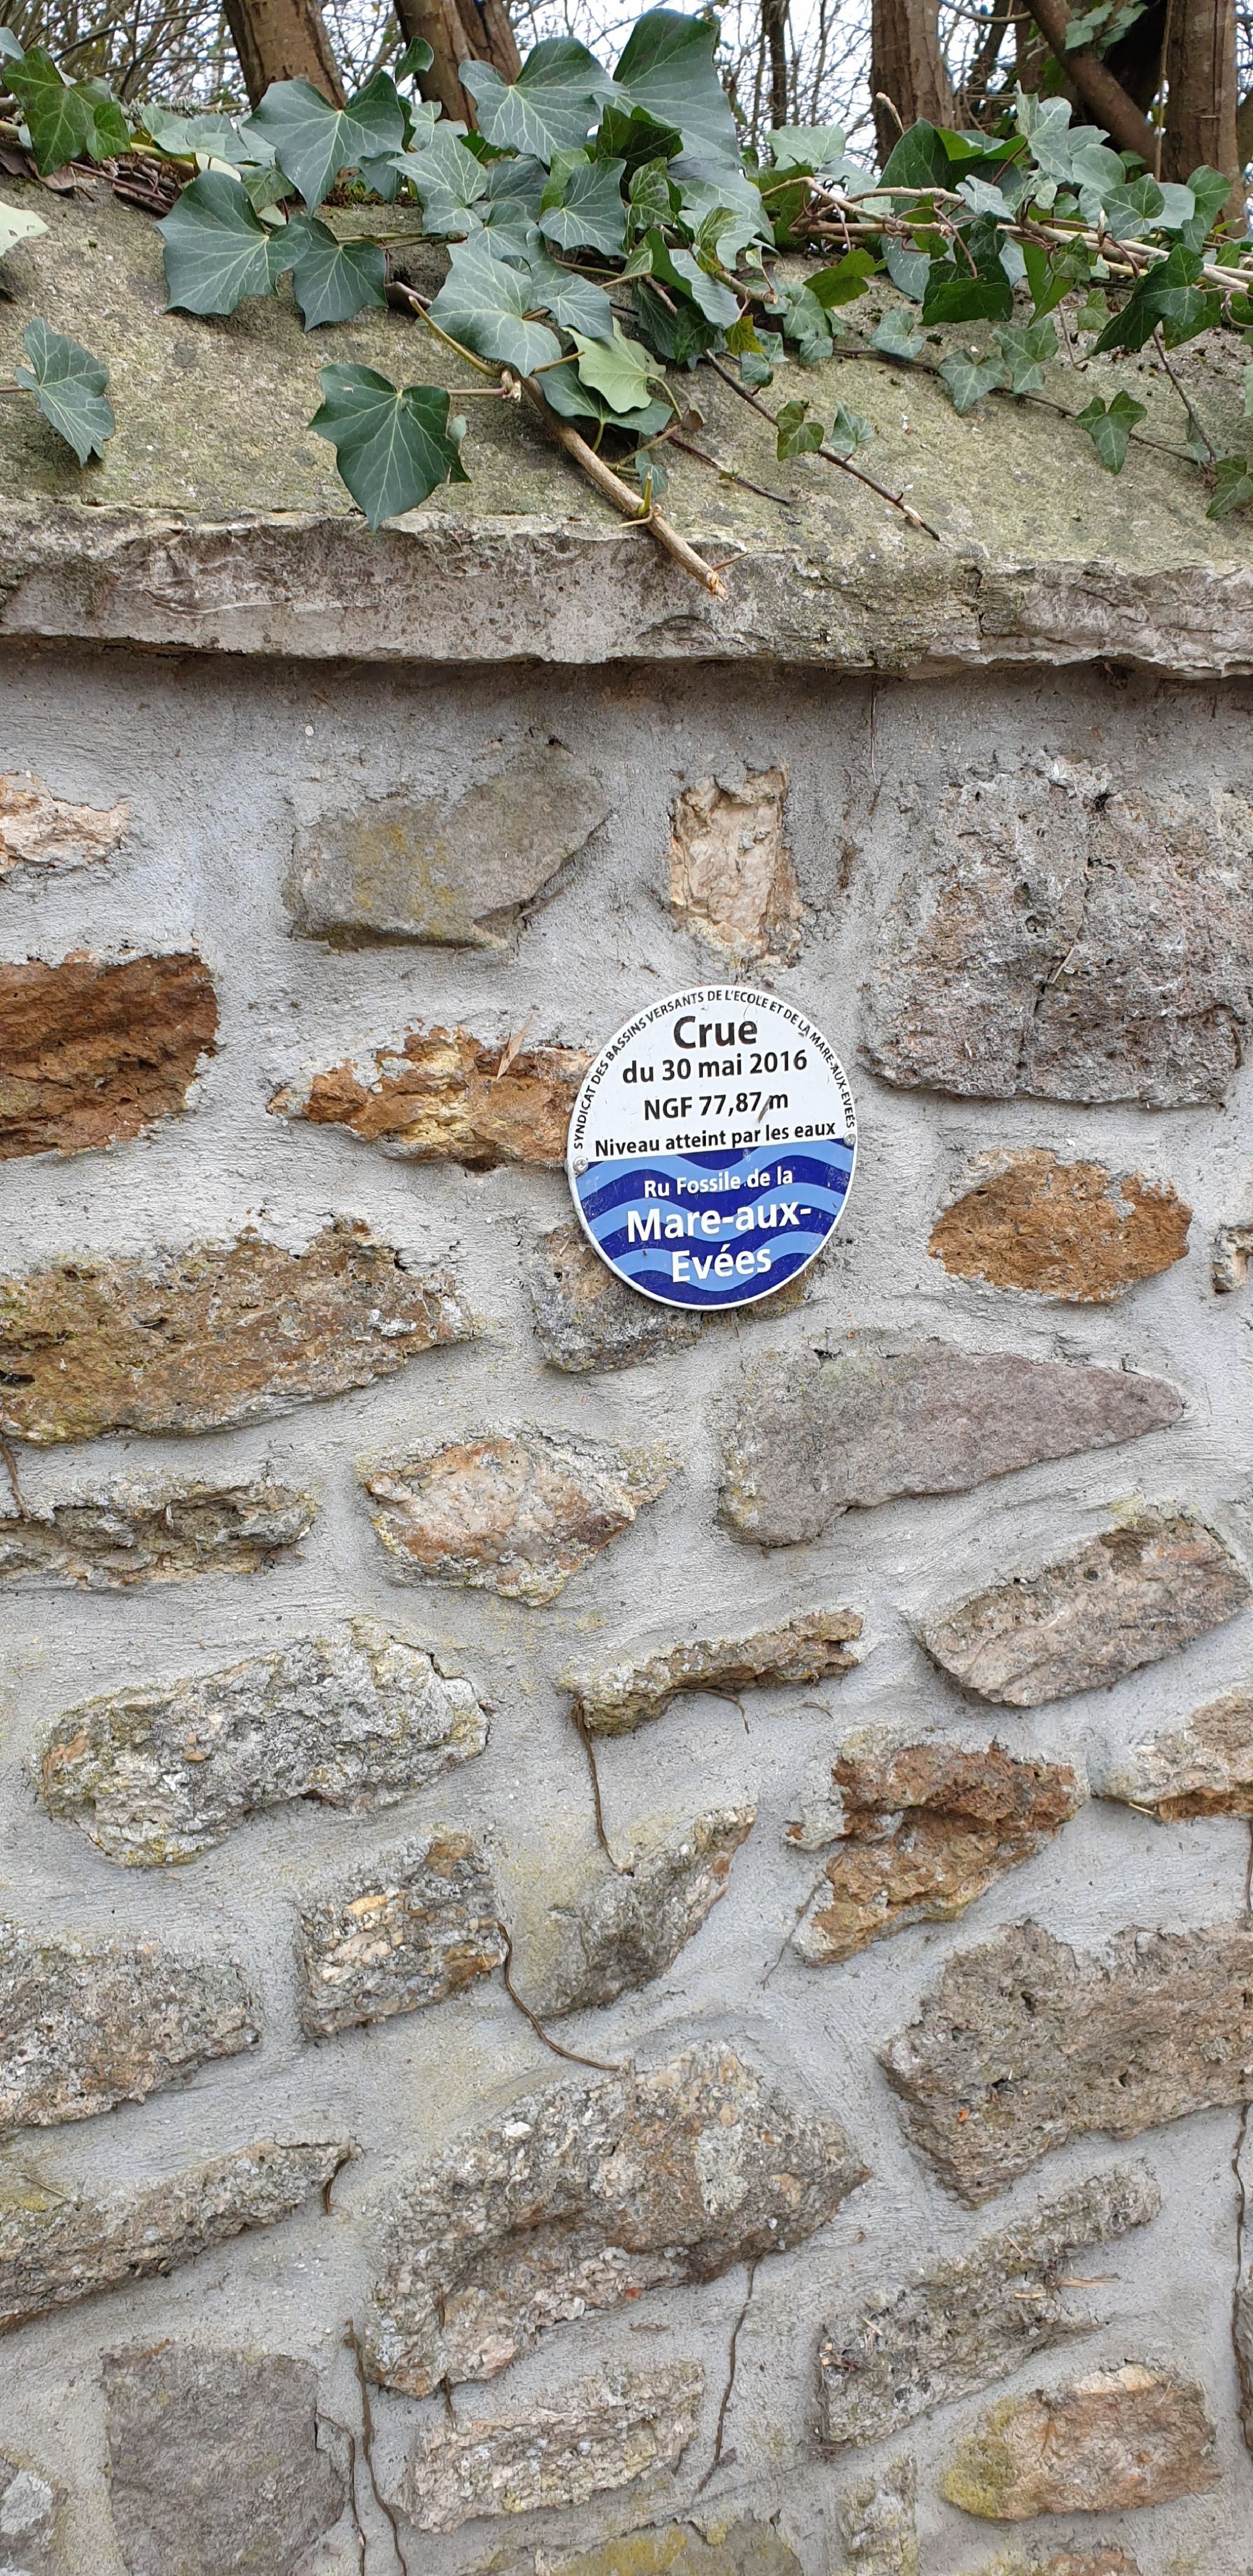 SYNDICAT DES BASSINS VERSANTS DE L'ECOLE ET DE LA MARE-AUX-EVEES
Crue
du 30 mai 2016
NGF 77,87 m
Niveau atteint par les eaux
Ru Fossile de la
Mare-aux-
Evées